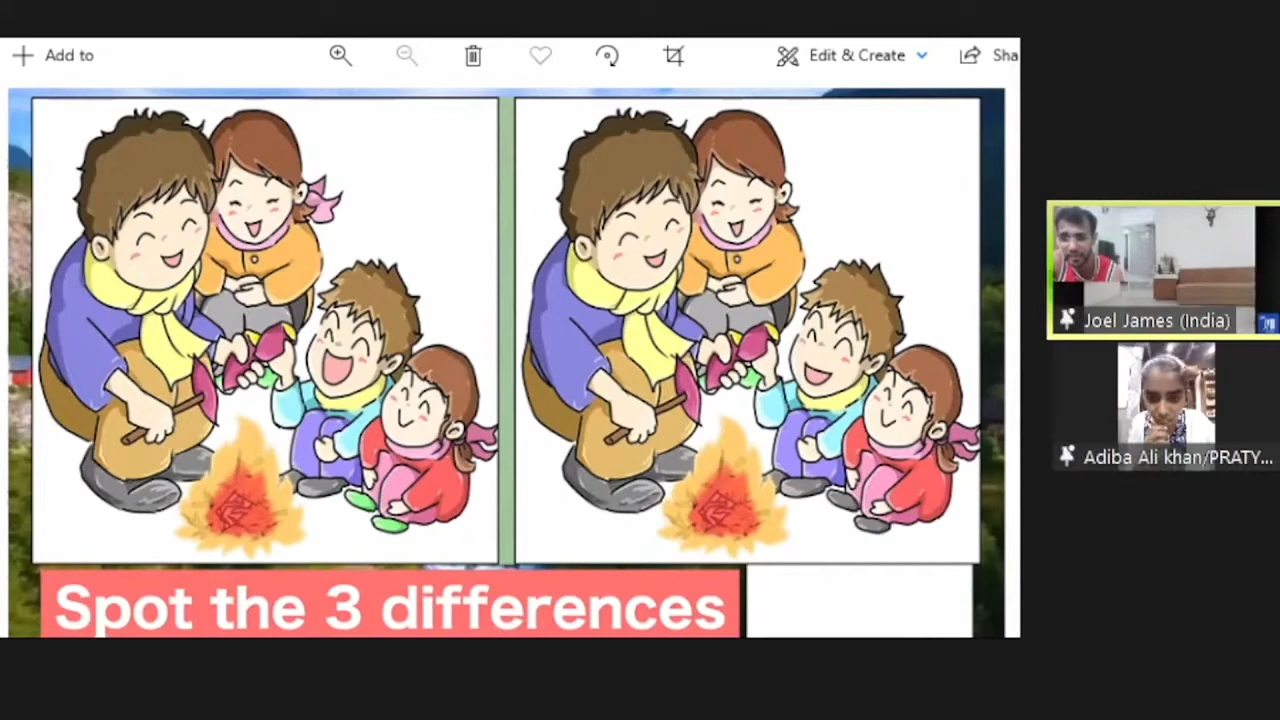 Add to
Edit & Create
Sha
Spot the 3 differences
Joel James (India)
Adiba Ali khan/PRATY...